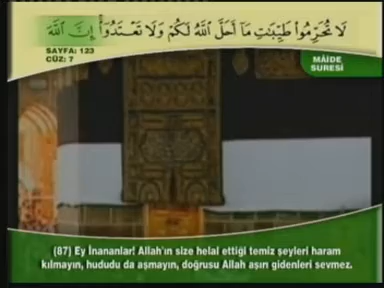 لَا تُحَرِّمُوا طَيِّبَاتِ مَآ أَحَلَّ اللَّهُ لَكُمْ وَلَا تَعْتَدُوٓاْ إِنَّ اللَّهَ
SAYFA: 123
CÜZ: 7
MÂİDE
SURESİ
(87) Ey İnananlar! Allah'ın size helal ettiği temiz şeyleri haram
kılmayın, hududu da aşmayın, doğrusu Allah aşırı gidenleri sevmez.